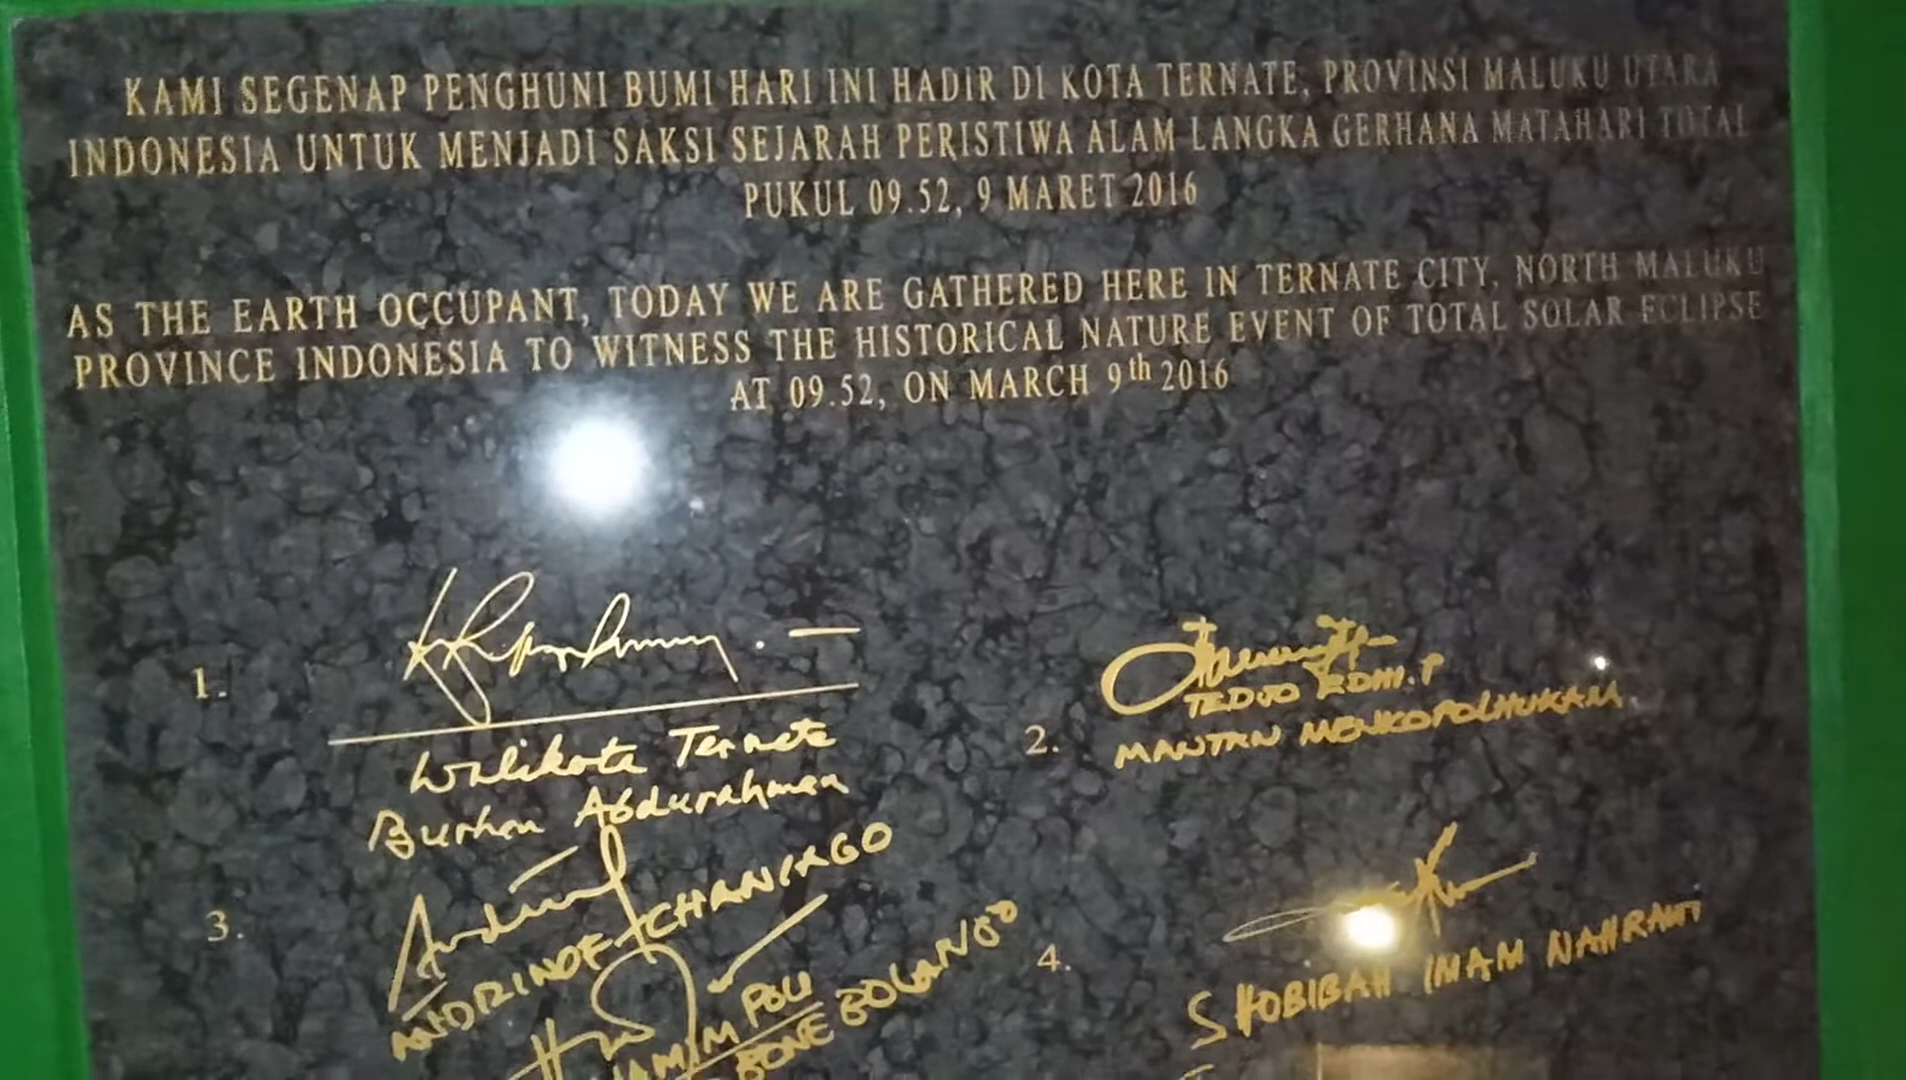 KAMI SEGENAP PENGHUNI BUMI HARI INI HADIR DI KOTA TERNATE, PROVINSI MALUKU UTARA
INDONESIA UNTUK MENJADI SAKSI SEJARAH PERISTIWA ALAM LANGKA GERHANA MATAHARI TOTAL
PUKUL 09.52, 9 MARET 2016
AS THE EARTH OCCUPANT, TODAY WE ARE GATHERED HERE IN TERNATE CITY, NORTH MALUKU
PROVINCE INDONESIA TO WITNESS THE HISTORICAL NATURE EVENT OF TOTAL SOLAR ECLIPSE
AT 09.52, ON MARCH 9th 2016
1.
Walikota Ternate
Burhan Abdurahman
2.
TEDJO EDHI.P
MANTAN MENKOPOLHUKAM
3.
ANDRINOF TCHANIAGO
HAMIM POU
BONE BOLANGO
4.
SHOBIBAH IMAM NAHRAWI